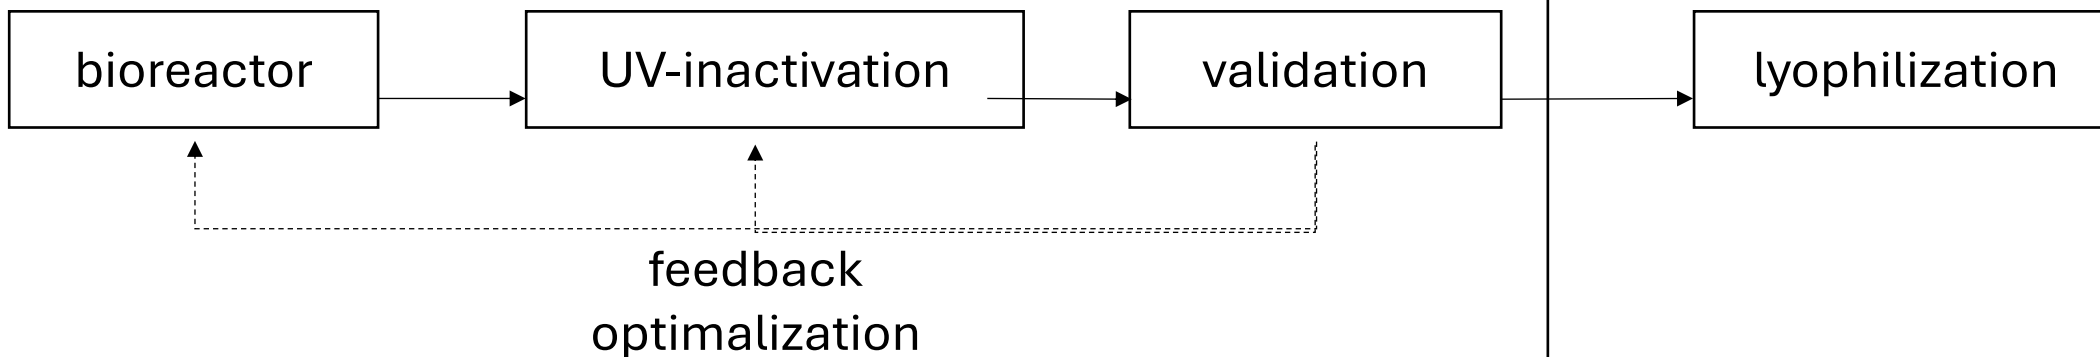 bioreactor
UV-inactivation
validation
lyophilization
feedback
optimalization